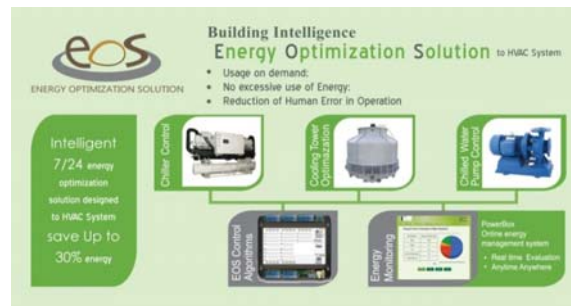 eos
ENERGY OPTIMIZATION SOLUTION
Building Intelligence
Energy Optimization Solution to HVAC System
• Usage on demand;
• No excessive use of Energy;
• Reduction of Human Error in Operation
Intelligent
7/24 energy
optimization
solution designed
to HVAC System
save Up to
30% energy
Chiller Control
Cooling Tower
Optimazation
Chilled Water
Pump Control
EOS Control
Algorithms
Energy
Monitoring
PowerBox
Online energy
management system
• Real time Evaluation
• Anytime Anywhere